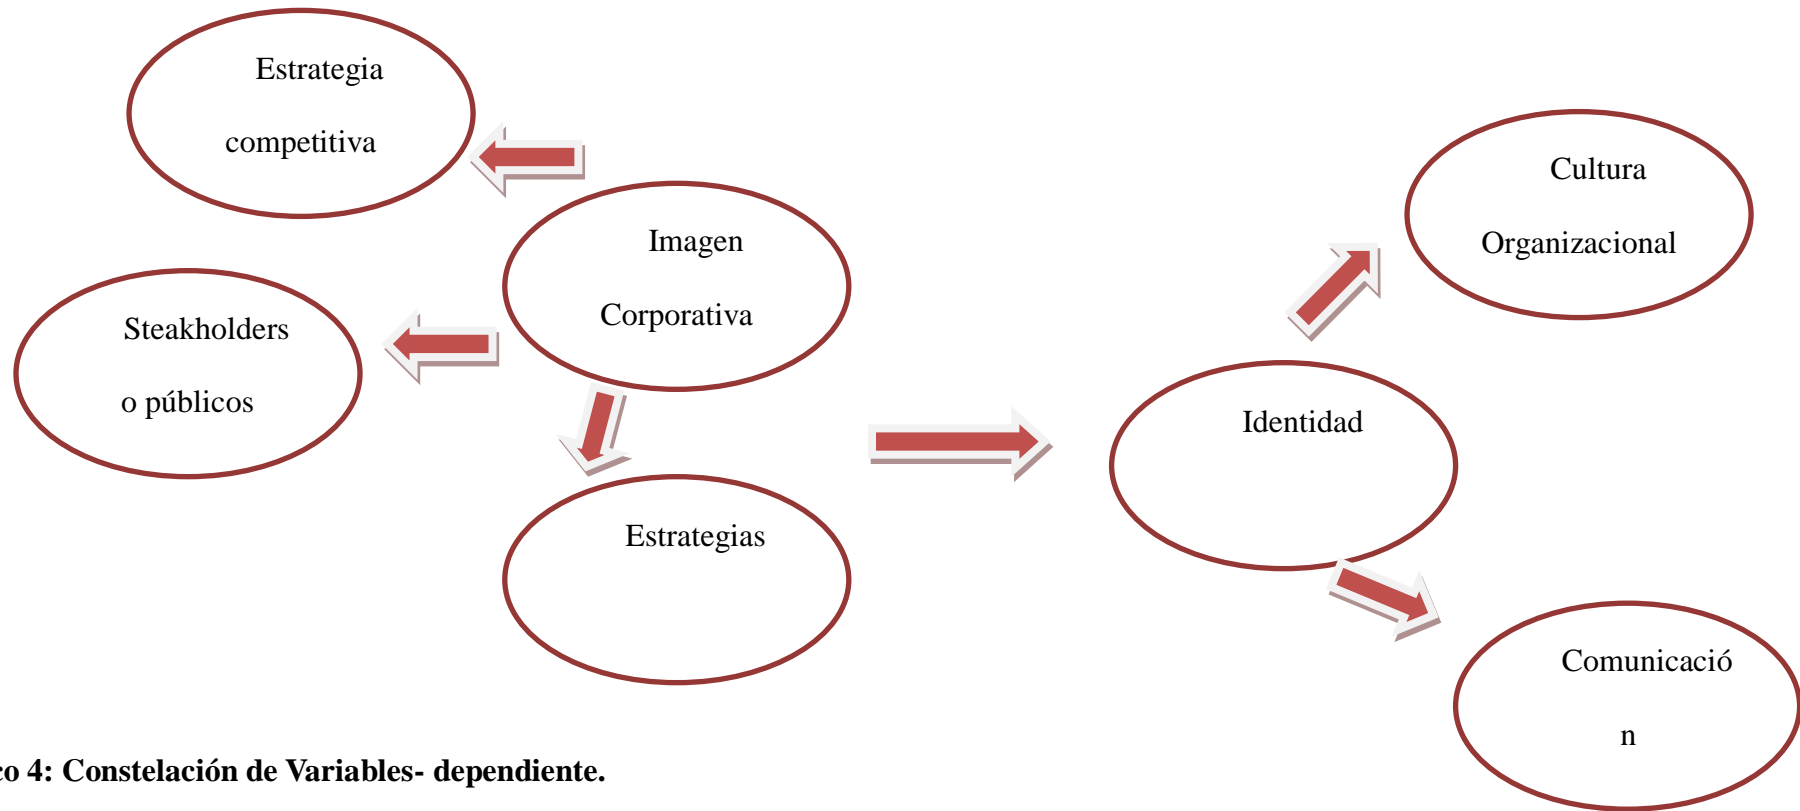 Estrategia
competitiva
Imagen
Corporativa
Steakholders
o públicos
Estrategias
Cultura
Organizacional
Identidad
Comunicació
n
co 4: Constelación de Variables- dependiente.